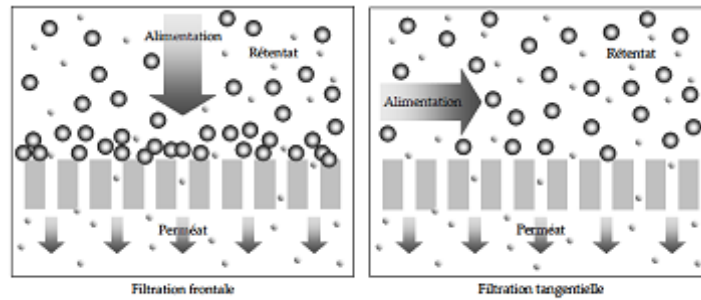 Alimentation
Rétentat
Perméat
Filtration frontale
Rétentat
Alimentation
Perméat
Filtration tangentielle